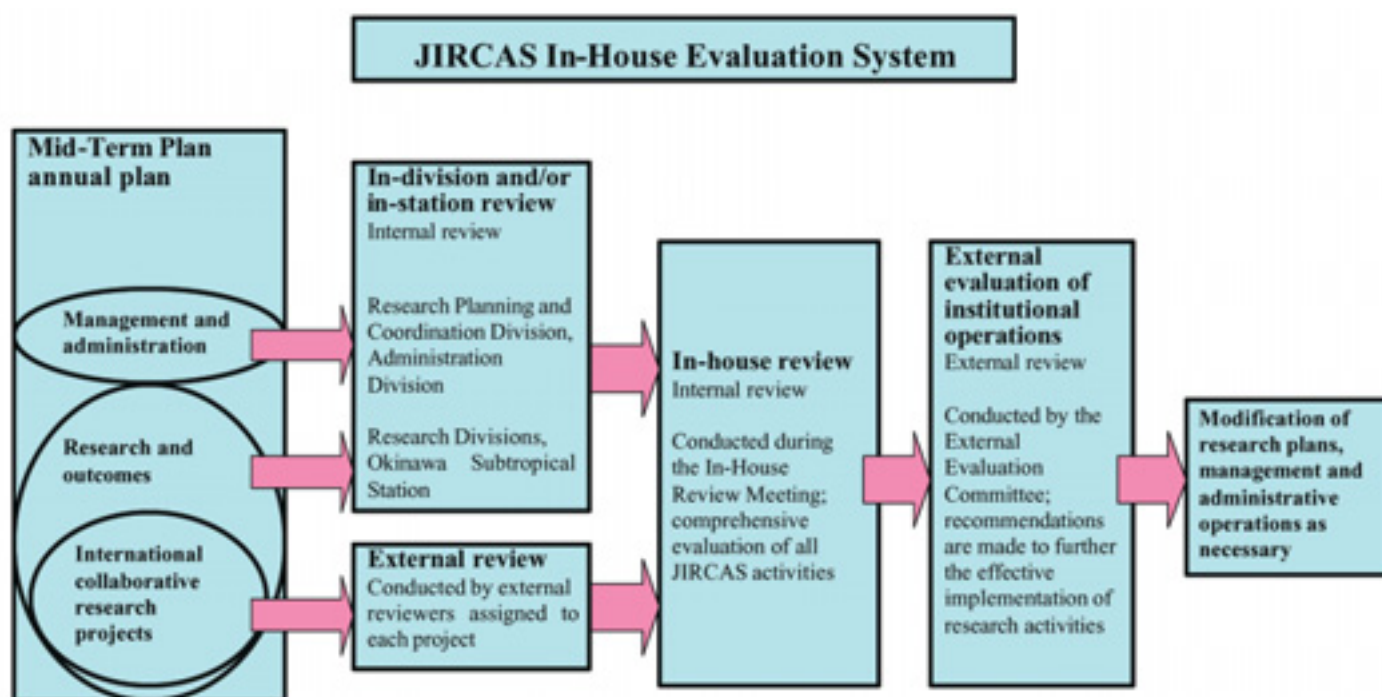 JIRCAS In-House Evaluation System
Mid-Term Plan
annual plan
Management and
administration
Research and
outcomes
International
collaborative
research
projects
In-division and/or
in-station review
Internal review
Research Planning and
Coordination Division,
Administration
Division
Research Divisions,
Okinawa Subtropical
Station
External review
Conducted by external
reviewers assigned to
each project
In-house review
Internal review
Conducted during
the In-House
Review Meeting;
comprehensive
evaluation of all
JIRCAS activities
External
evaluation of
institutional
operations
External review
Conducted by the
External
Evaluation
Committee;
recommendations
are made to further
the effective
implementation of
research activities
Modification of
research plans,
management and
administrative
operations as
necessary